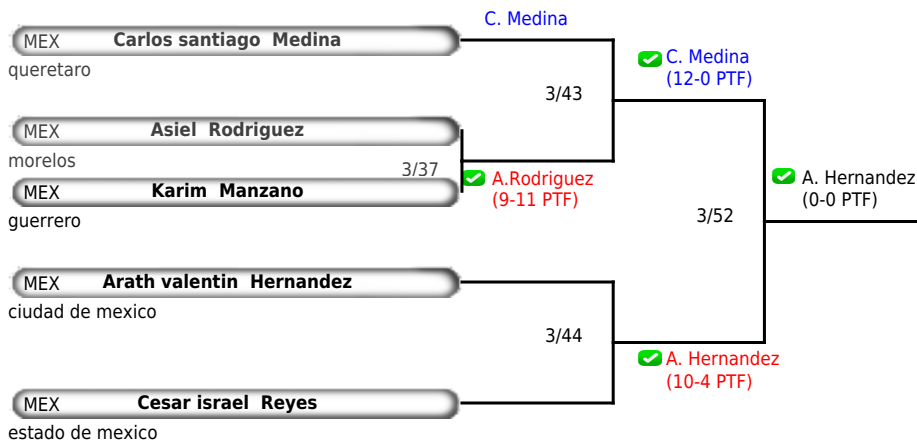 C. Medina
MEX Carlos santiago Medina
queretaro
C. Medina
(12-0 PTF)
3/43
MEX Asiel Rodriguez
morelos
3/37
A.Rodriguez
(9-11 PTF)
MEX Karim Manzano
guerrero
A. Hernandez
(0-0 PTF)
3/52
MEX Arath valentin Hernandez
ciudad de mexico
3/44
A. Hernandez
(10-4 PTF)
MEX Cesar israel Reyes
estado de mexico